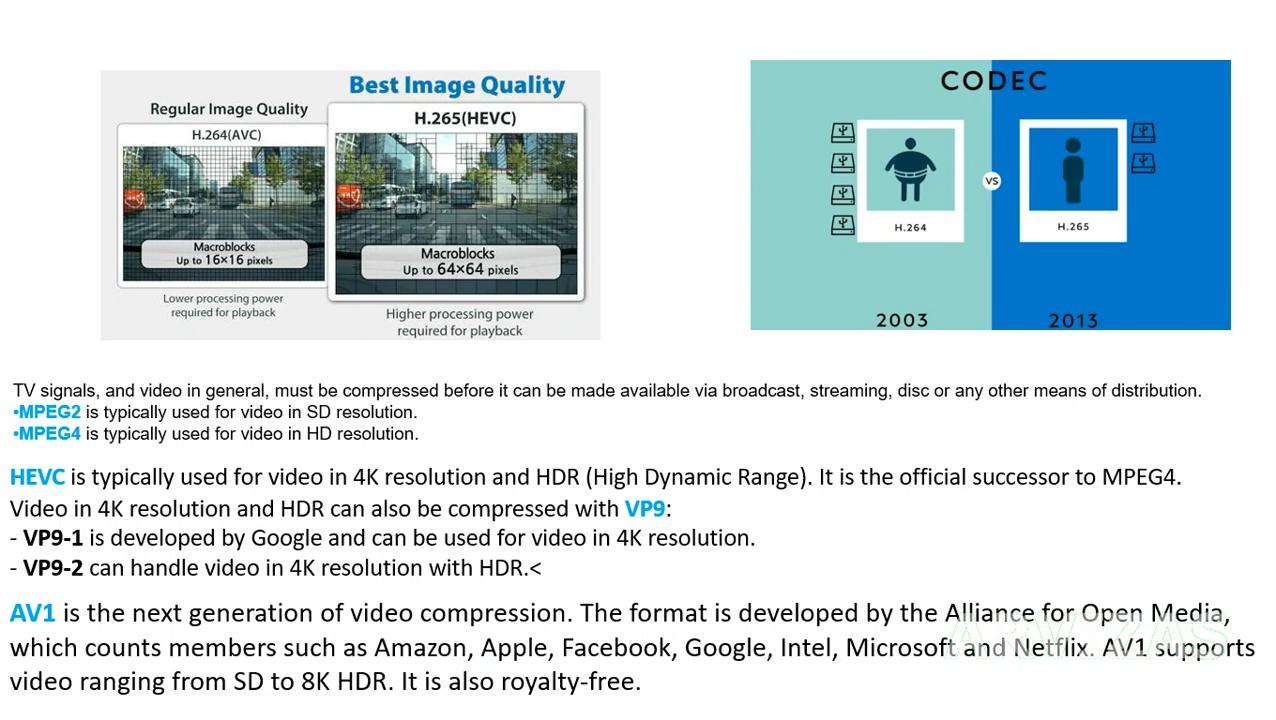 Best Image Quality
Regular Image Quality
H.264(AVC)
Macroblocks
Up to 16×16 pixels
Lower processing power
required for playback
H.265(HEVC)
Macroblocks
Up to 64×64 pixels
Higher processing power
required for playback
CODEC
VS
H.264
H.265
2003
2013
TV signals, and video in general, must be compressed before it can be made available via broadcast, streaming, disc or any other means of distribution.
•MPEG2 is typically used for video in SD resolution.
•MPEG4 is typically used for video in HD resolution.
HEVC is typically used for video in 4K resolution and HDR (High Dynamic Range). It is the official successor to MPEG4.
Video in 4K resolution and HDR can also be compressed with VP9:
- VP9-1 is developed by Google and can be used for video in 4K resolution.
- VP9-2 can handle video in 4K resolution with HDR.<
AV1 is the next generation of video compression. The format is developed by the Alliance for Open Media,
which counts members such as Amazon, Apple, Facebook, Google, Intel, Microsoft and Netflix. AV1 supports
video ranging from SD to 8K HDR. It is also royalty-free.